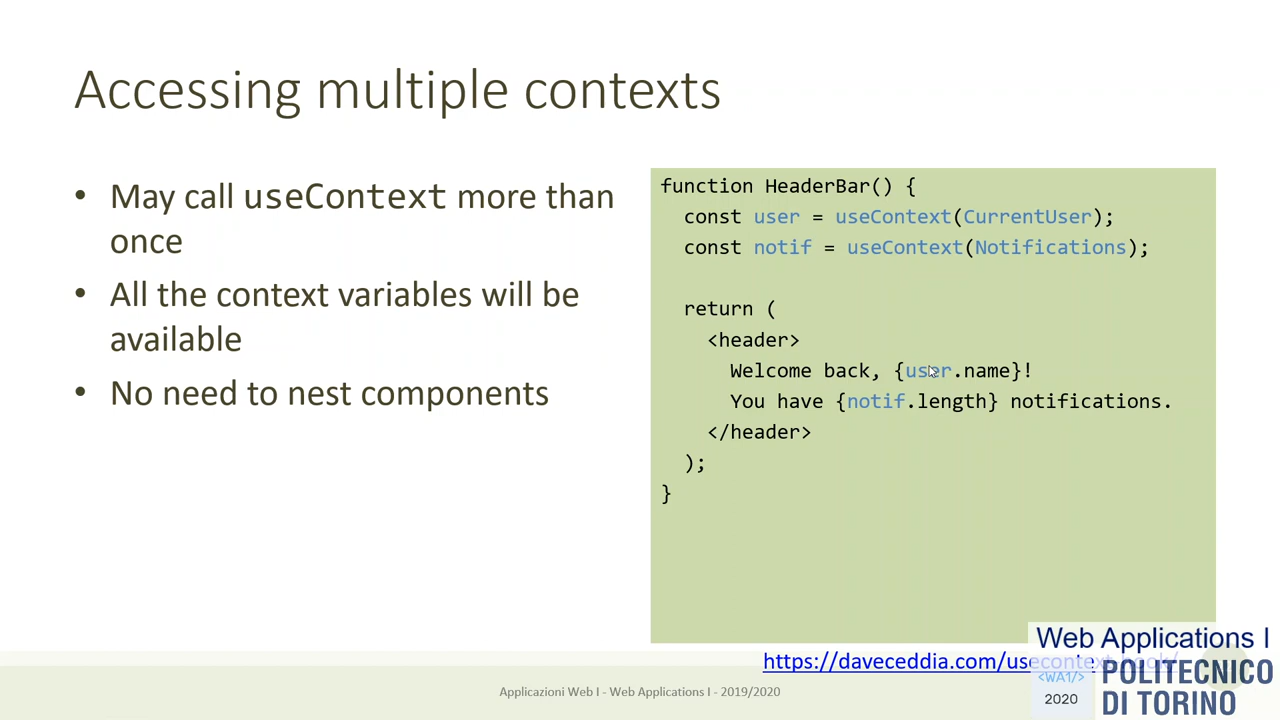 Accessing multiple contexts
• May call useContext more than
once
• All the context variables will be
available
• No need to nest components
function HeaderBar() {
  const user = useContext(CurrentUser);
  const notif = useContext(Notifications);
  return (
    <header>
      Welcome back, {user.name}!
      You have {notif.length} notifications.
    </header>
  );
}
https://daveceddia.com/usecontext-hook/
Applicazioni Web I - Web Applications I - 2019/2020
Web Applications I
<WA1/>
2020
POLITECNICO
DI TORINO